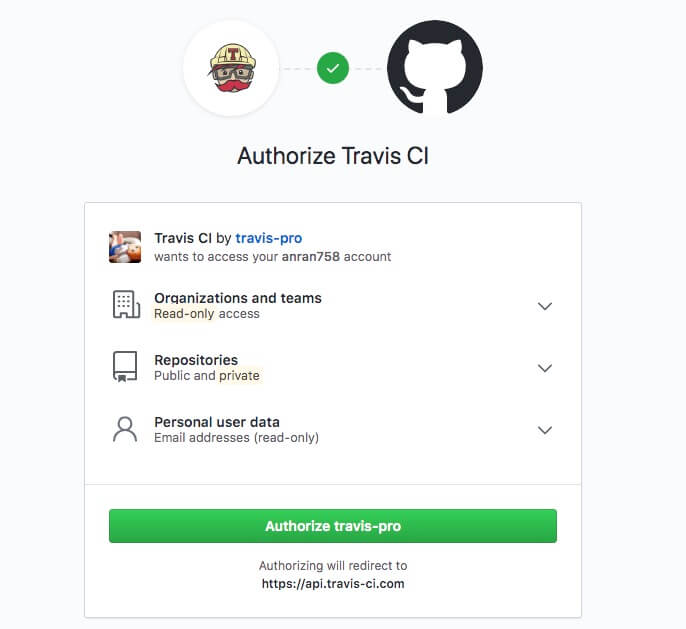 T
Authorize Travis CI
Travis CI by travis-pro
wants to access your anran758 account
Organizations and teams
Read-only access
Repositories
Public and private
Personal user data
Email addresses (read-only)
Authorize travis-pro
Authorizing will redirect to
https://api.travis-ci.com